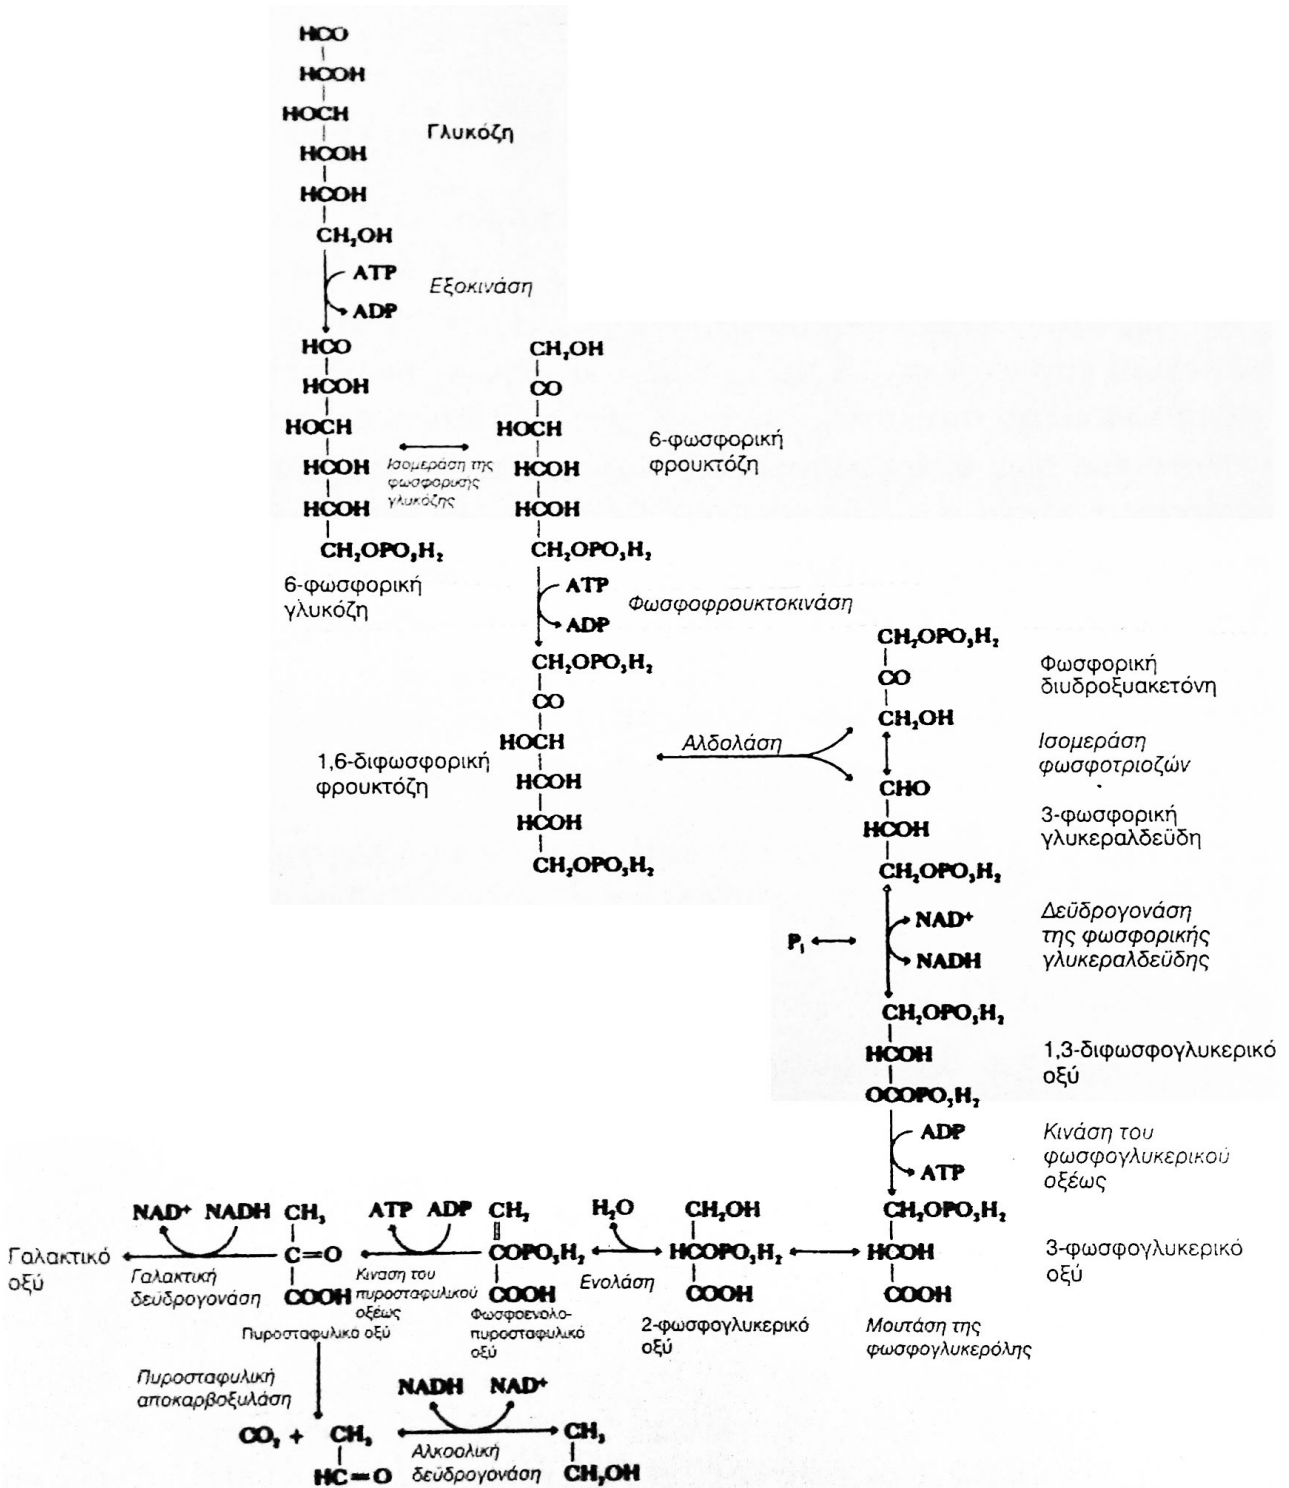 HCO
HCOH
HOCH
Γλυκόζη
HCOH
HCOH
CH₂OH
ATP
Εξοκινάση
ADP
HCO
HCOH
HOCH
HCOH
HCOH
CH₂OPO₃H₂
6-φωσφορική
γλυκόζη
Ισομεράση της
φωσφορικής
γλυκόζης
CH₂OH
CO
HOCH
HCOH
HCOH
CH₂OPO₃H₂
6-φωσφορική
φρουκτόζη
ATP
Φωσφοφρουκτοκινάση
ADP
CH₂OPO₃H₂
CO
HOCH
HCOH
HCOH
CH₂OPO₃H₂
1,6-διφωσφορική
φρουκτόζη
Αλδολάση
CH₂OPO₃H₂
CO
CH₂OH
Φωσφορική
διυδροξυακετόνη
Ισομεράση
φωσφοτριοζών
CHO
HCOH
CH₂OPO₃H₂
3-φωσφορική
γλυκεραλδεϋδη
Pᵢ
NAD⁺
NADH
Δεϋδρογονάση
της φωσφορικής
γλυκεραλδεϋδης
CH₂OPO₃H₂
HCOH
OCOPO₃H₂
1,3-διφωσφογλυκερικό
οξύ
ADP
ATP
Κινάση του
φωσφογλυκερικού
οξέως
CH₂OPO₃H₂
HCOH
COOH
3-φωσφογλυκερικό
οξύ
Μουτάση της
φωσφογλυκερόλης
CH₂OH
HCOPO₃H₂
COOH
2-φωσφογλυκερικό
οξύ
H₂O
Ενολάση
CH₂
COPO₃H₂
COOH
Φωσφοενολο-
πυροσταφυλικό
οξύ
ATP ADP
Κιναση του
πυροσταφυλικού
οξέως
CH₃
C=O
COOH
Πυροσταφυλικό οξύ
NAD⁺ NADH
Γαλακτική
δεϋδρογονάση
Γαλακτικό
οξύ
Πυροσταφυλική
αποκαρβοξυλάση
CO₂ + CH₃
HC=O
NADH NAD⁺
Αλκοολική
δεϋδρογονάση
CH₃
CH₂OH